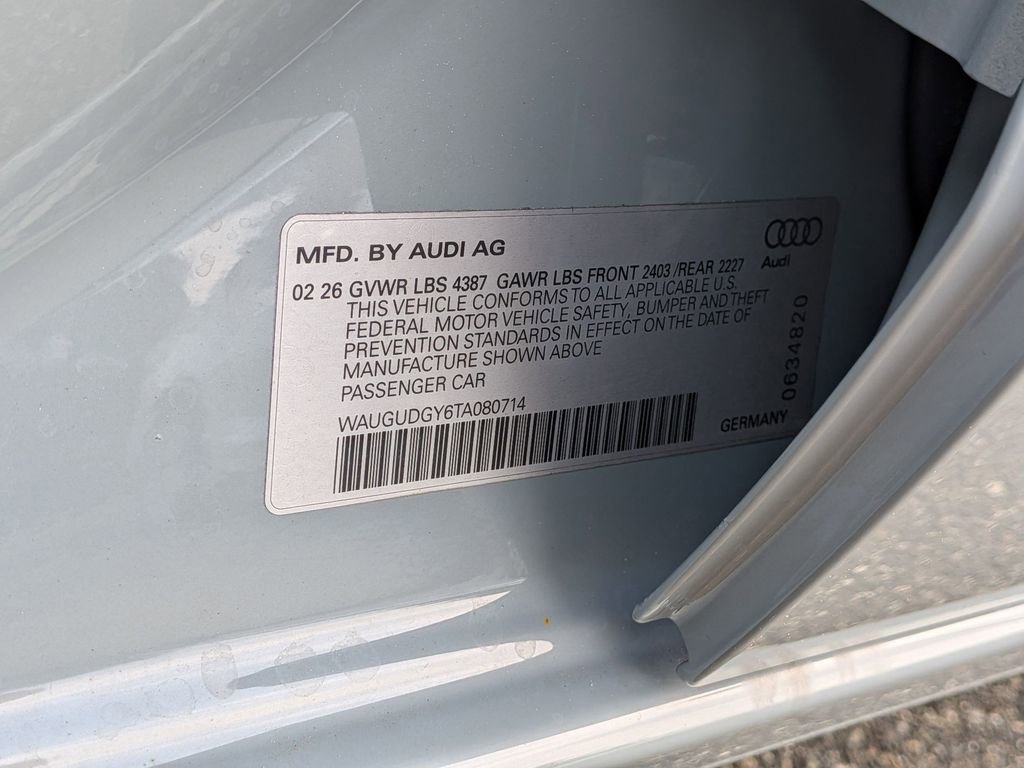 MFD. BY AUDI AG
Audi
02 26 GVWR LBS 4387 GAWR LBS FRONT 2403 /REAR 2227
THIS VEHICLE CONFORMS TO ALL APPLICABLE U.S.
FEDERAL MOTOR VEHICLE SAFETY, BUMPER AND THEFT
PREVENTION STANDARDS IN EFFECT ON THE DATE OF
MANUFACTURE SHOWN ABOVE
PASSENGER CAR
WAUGUDGY6TA080714
GERMANY
0634820